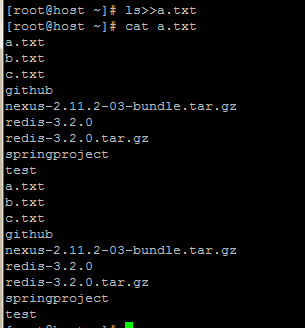 [root@host ~]# ls>>a.txt
[root@host ~]# cat a.txt
a.txt
b.txt
c.txt
github
nexus-2.11.2-03-bundle.tar.gz
redis-3.2.0
redis-3.2.0.tar.gz
springproject
test
a.txt
b.txt
c.txt
github
nexus-2.11.2-03-bundle.tar.gz
redis-3.2.0
redis-3.2.0.tar.gz
springproject
test
[root@host ~]#